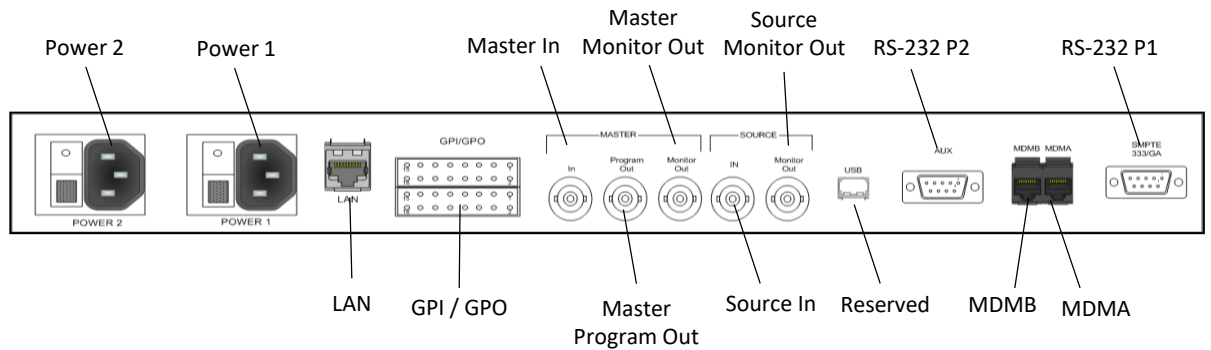 Power 2
Power 1
Master In
Master
Monitor Out
Source
Monitor Out
RS-232 P2
RS-232 P1
GPI/GPO
MASTER
SOURCE
In
Program
Out
Monitor
Out
IN
Monitor
Out
USB
AUX
MDMB
MDMA
SMPTE
333/GA
LAN
POWER 2
POWER 1
LAN
GPI / GPO
Master
Program Out
Source In
Reserved
MDMB
MDMA